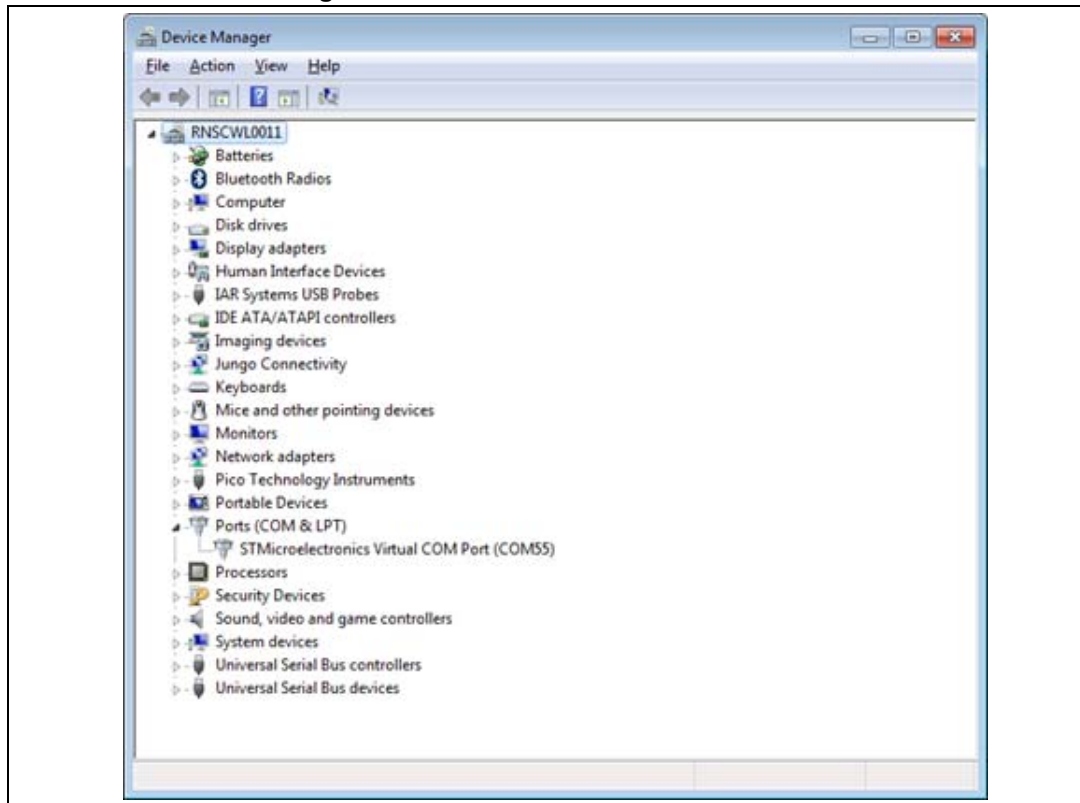 Device Manager
File Action View Help
RNSCWL0011
Batteries
Bluetooth Radios
Computer
Disk drives
Display adapters
Human Interface Devices
IAR Systems USB Probes
IDE ATA/ATAPI controllers
Imaging devices
Jungo Connectivity
Keyboards
Mice and other pointing devices
Monitors
Network adapters
Pico Technology Instruments
Portable Devices
Ports (COM & LPT)
STMicroelectronics Virtual COM Port (COM55)
Processors
Security Devices
Sound, video and game controllers
System devices
Universal Serial Bus controllers
Universal Serial Bus devices